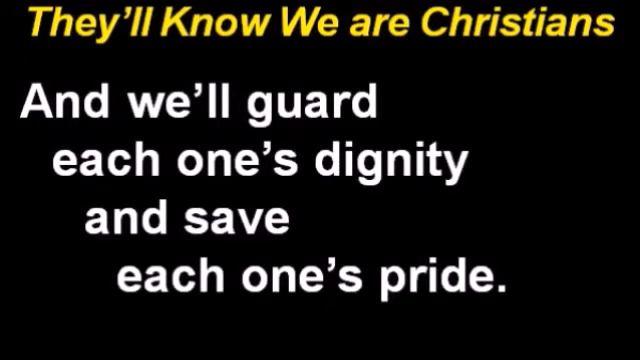 They’ll Know We are Christians
And we’ll guard
each one’s dignity
and save
each one’s pride.